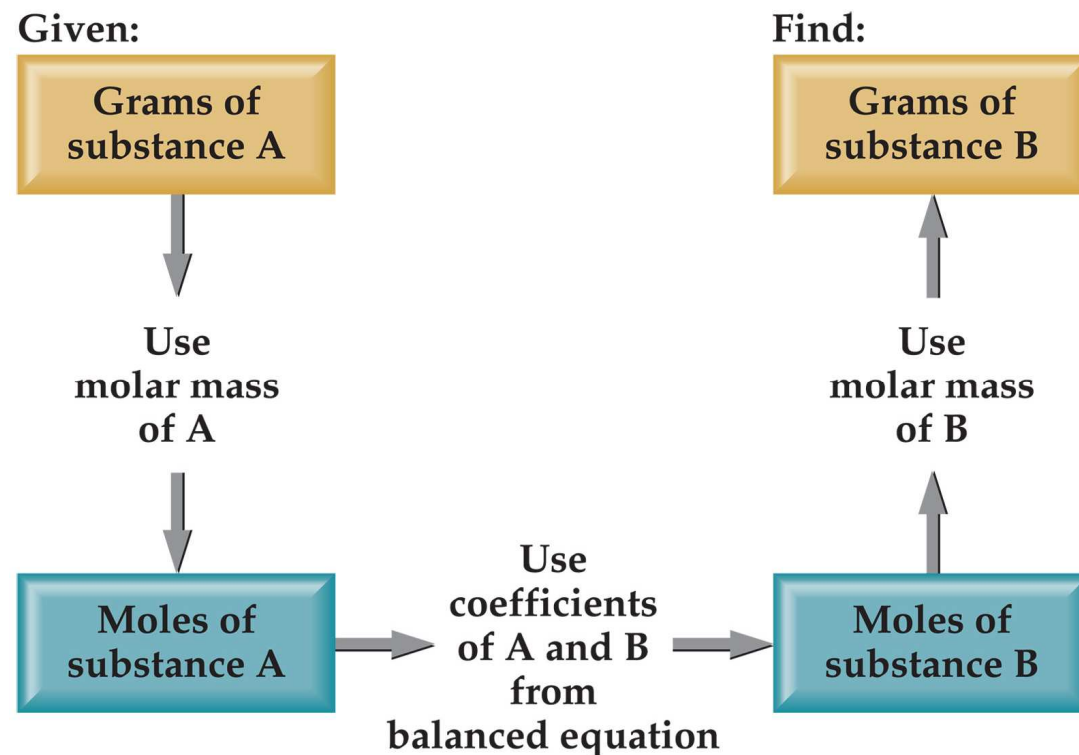 Given:
Grams of
substance A
Use
molar mass
of A
Moles of
substance A
Use
coefficients
of A and B
from
balanced equation
Moles of
substance B
Use
molar mass
of B
Find:
Grams of
substance B